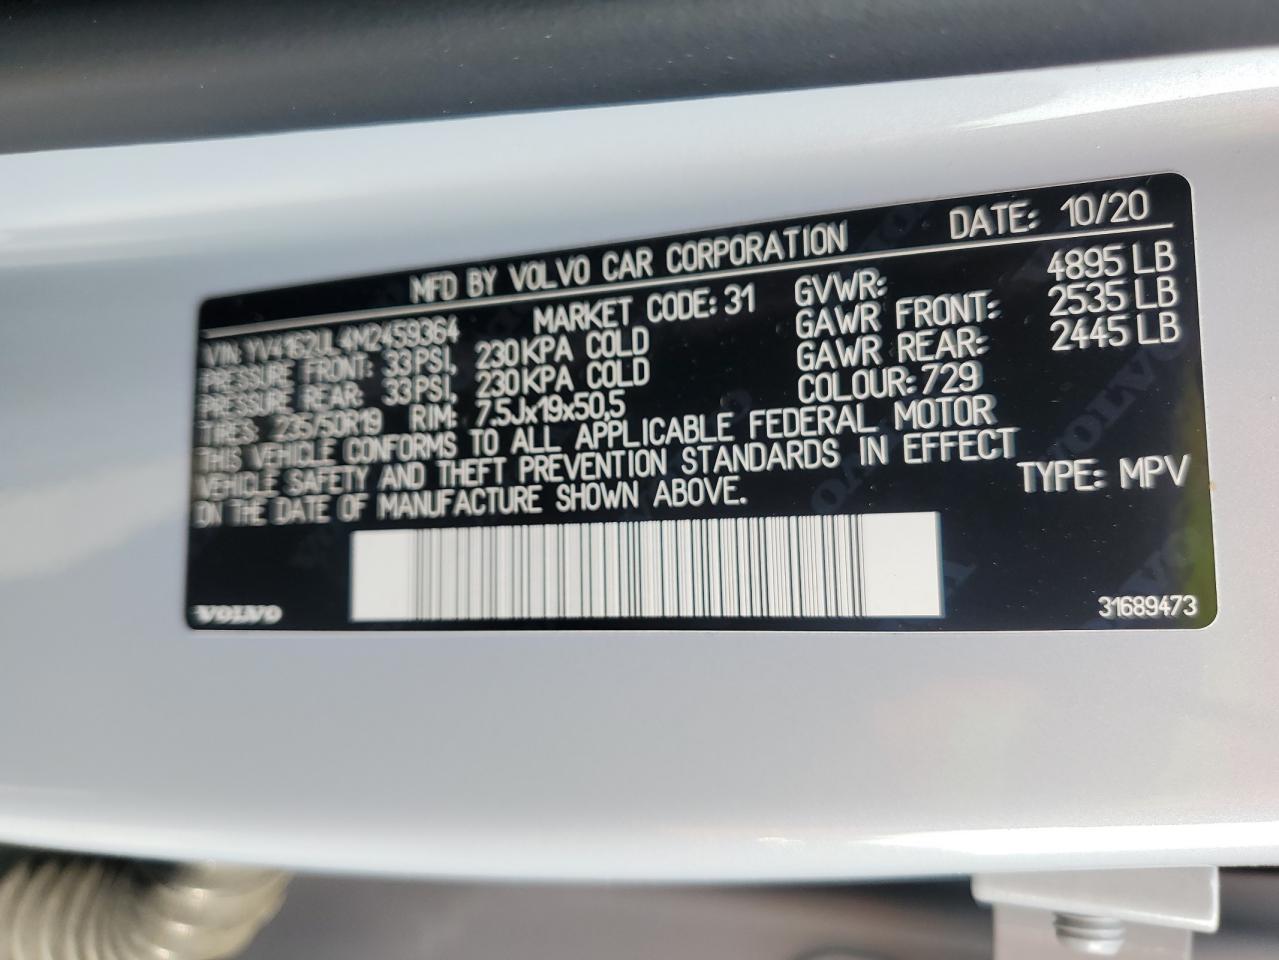 MFD BY VOLVO CAR CORPORATION DATE: 10/20
VIN: YV4162UL4M2459364 MARKET CODE: 31 GVWR: 4895 LB
PRESSURE FRONT: 33 PSI, 230 KPA COLD GAWR FRONT: 2535 LB
PRESSURE REAR: 33 PSI, 230 KPA COLD GAWR REAR: 2445 LB
TIRES: 235/50R19 RIM: 7.5Jx19x50,5 COLOUR: 729
THIS VEHICLE CONFORMS TO ALL APPLICABLE FEDERAL MOTOR
VEHICLE SAFETY AND THEFT PREVENTION STANDARDS IN EFFECT
ON THE DATE OF MANUFACTURE SHOWN ABOVE. TYPE: MPV
VOLVO 31689473